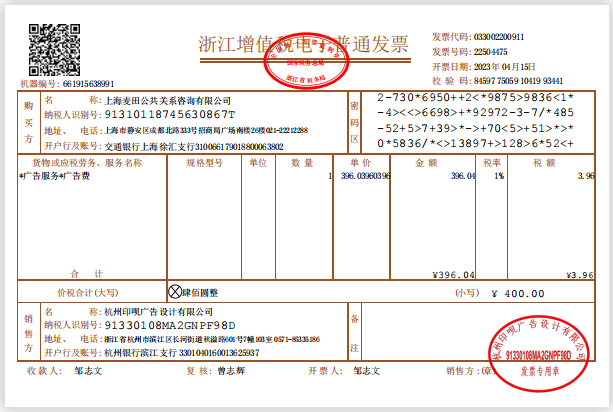 浙江增值税电子普通发票
国家税务总局
浙江省税务局
发票代码: 033002200911
发票号码: 22504475
开票日期: 2023年04月15日
校 验 码: 84597 75059 10419 93441
机器编号: 661915638991
购买方
名 称: 上海麦田公共关系咨询有限公司
纳税人识别号: 91310118745630867T
地址、 电话: 上海市静安区成都北路333号招商局广场南楼26楼021-22212288
开户行及账号: 交通银行上海徐汇支行310066179018800063802
密码区
2-730*6950++2<*9875>9836<1*
-4><<>6698>+*92972-3-7/*485
-52+5>7+39>*->+70<5>+51>*>*
0*5836/*<>13897+>128>6*52<+
货物或应税劳务、服务名称 规格型号 单位 数 量 单 价 金 额 税率 税 额
*广告服务*广告费 1 396.03960396 396.04 1% 3.96
合 计 ¥396.04 ¥3.96
价税合计(大写) 肆佰圆整 (小写) ¥ 400.00
销售方
名 称: 杭州印呗广告设计有限公司
纳税人识别号: 91330108MA2GNPF98D
地址、 电话: 浙江省杭州市滨江区长河街道秋溢路601号7幢103室 0571-85335186
开户行及账号: 杭州银行滨江支行 3301040160013625937
备注
杭州印呗广告设计有限公司
91330108MA2GNPF98D
发票专用章
收 款 人: 邹志文 复 核: 曾志辉 开 票 人: 邹志文 销 售 方: (章)